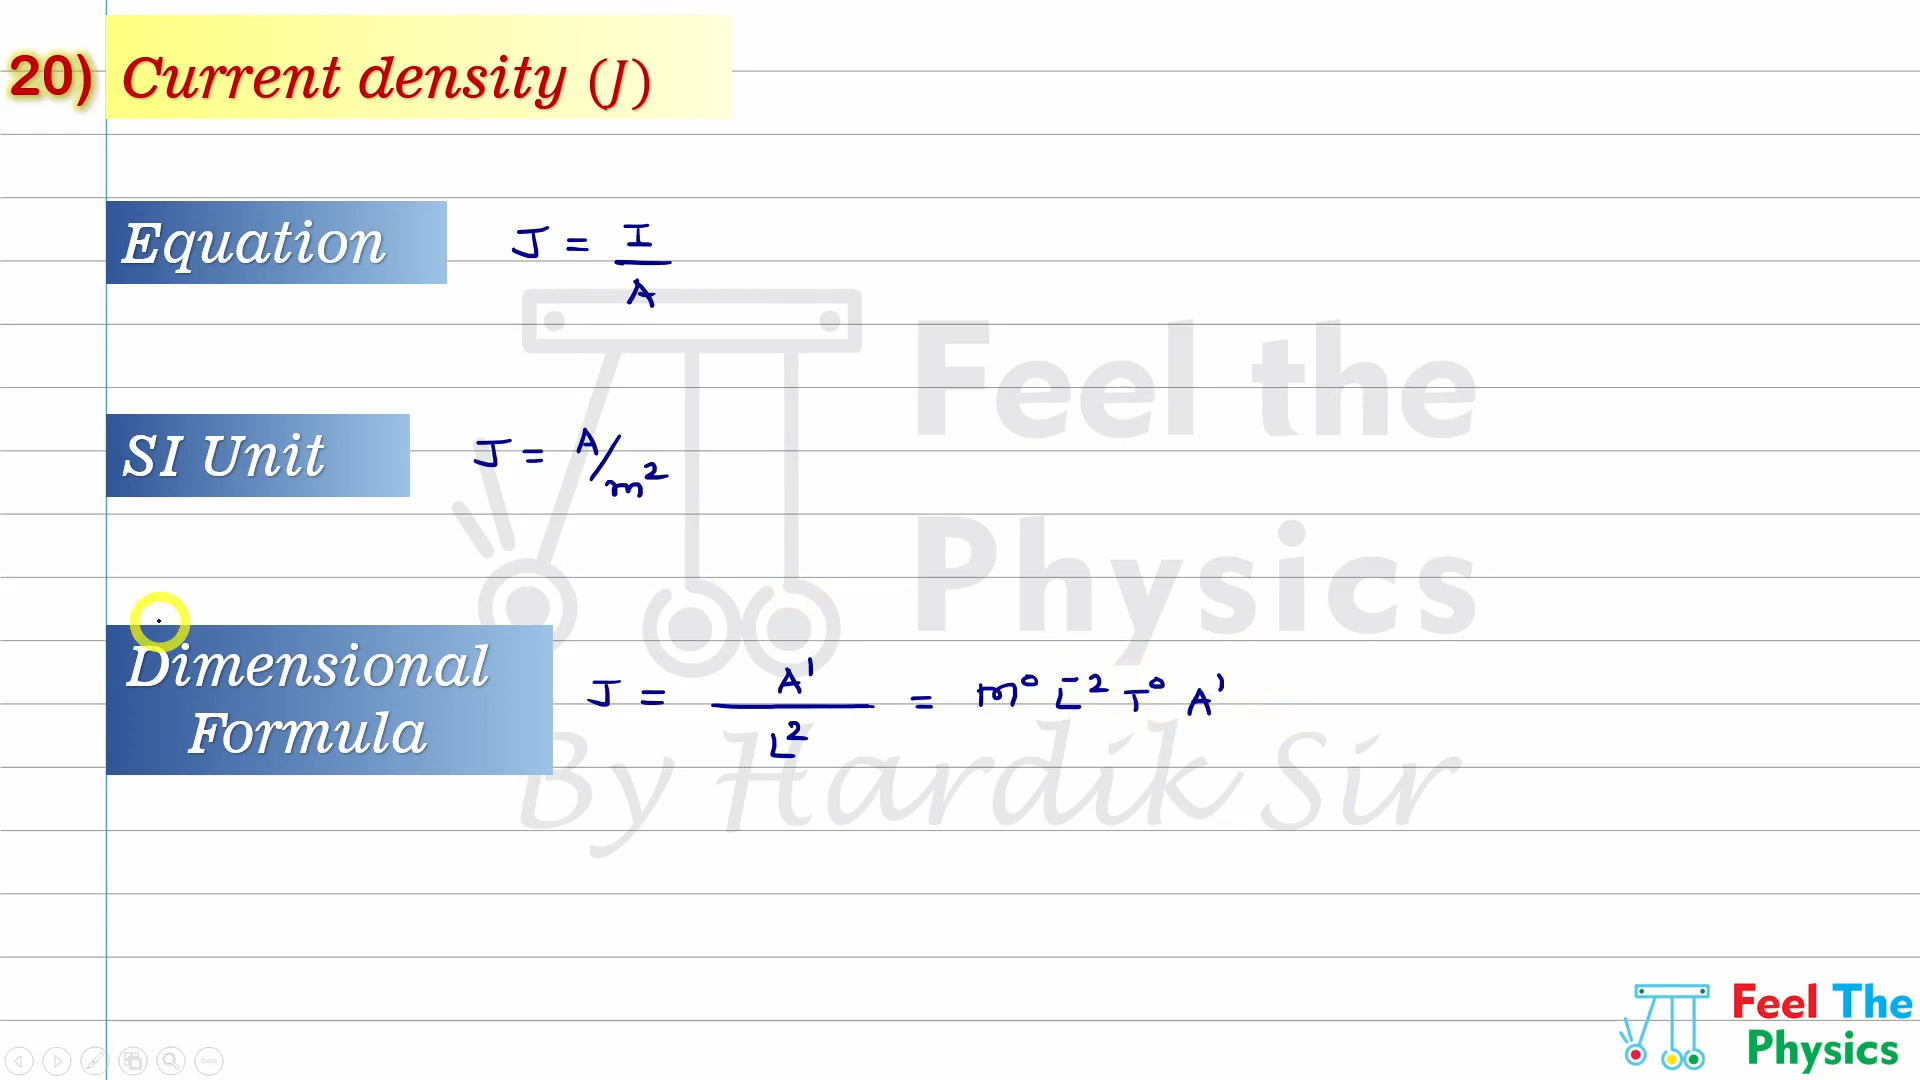 20) Current density (J)
Equation J = I/A
SI Unit J = A/m²
Dimensional
Formula J = A¹/L² = M⁰ L⁻² T⁰ A¹
Feel the
Physics
By Hardik Sir
Feel The
Physics